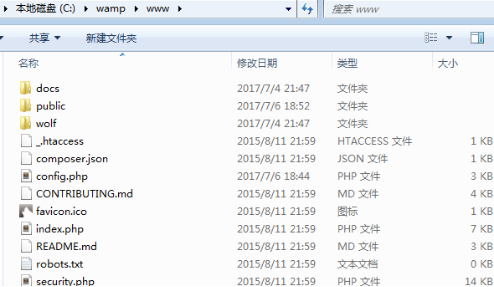 本地磁盘 (C:) wamp www 搜索 www
共享 新建文件夹
名称 修改日期 类型 大小
docs 2017/7/4 21:47 文件夹
public 2017/7/6 18:52 文件夹
wolf 2017/7/4 21:47 文件夹
_.htaccess 2015/8/11 21:59 HTACCESS 文件 1 KB
composer.json 2015/8/11 21:59 JSON 文件 1 KB
config.php 2017/7/6 18:44 PHP 文件 3 KB
CONTRIBUTING.md 2015/8/11 21:59 MD 文件 4 KB
favicon.ico 2015/8/11 21:59 图标 1 KB
index.php 2015/8/11 21:59 PHP 文件 7 KB
README.md 2015/8/11 21:59 MD 文件 3 KB
robots.txt 2015/8/11 21:59 文本文档 0 KB
security.php 2015/8/11 21:59 PHP 文件 14 KB